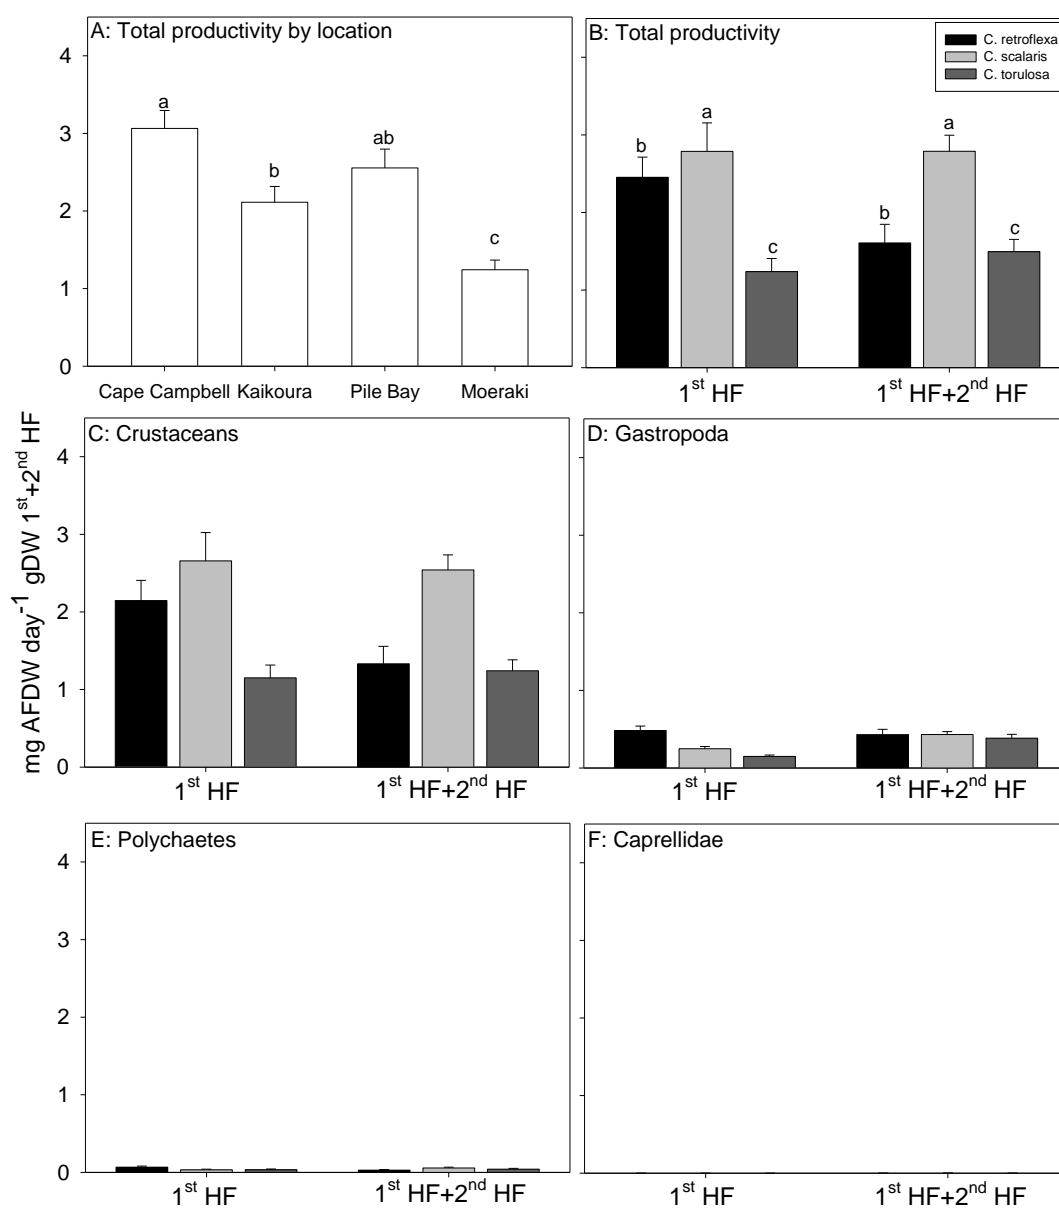 A: Total productivity by location
4
3
2
1
0
a
b
ab
c
Cape Campbell Kaikoura Pile Bay Moeraki
B: Total productivity
C. retroflexa
C. scalaris
C. torulosa
b
a
c
b
a
c
1st HF 1st HF+2nd HF
mg AFDW day-1 gDW 1st+2nd HF
C: Crustaceans
4
3
2
1
0
1st HF 1st HF+2nd HF
D: Gastropoda
1st HF 1st HF+2nd HF
E: Polychaetes
4
3
2
1
0
1st HF 1st HF+2nd HF
F: Caprellidae
1st HF 1st HF+2nd HF